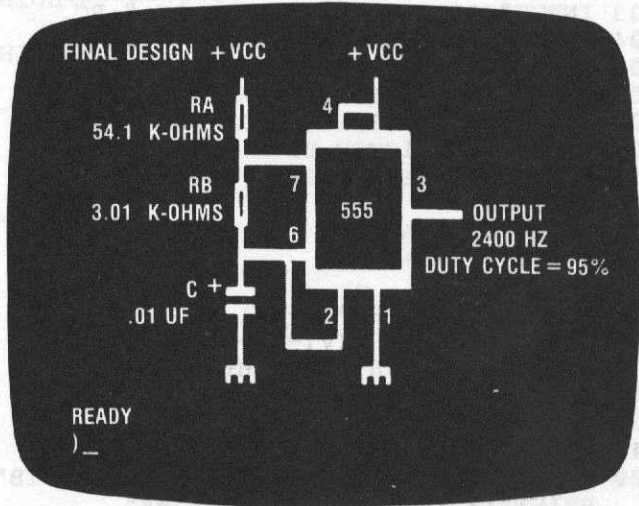 FINAL DESIGN +VCC +VCC
4
RA
54.1 K-OHMS
7 3
RB
3.01 K-OHMS 555 OUTPUT
6 2400 HZ
DUTY CYCLE = 95%
C +
.01 UF 2 1
READY
)_